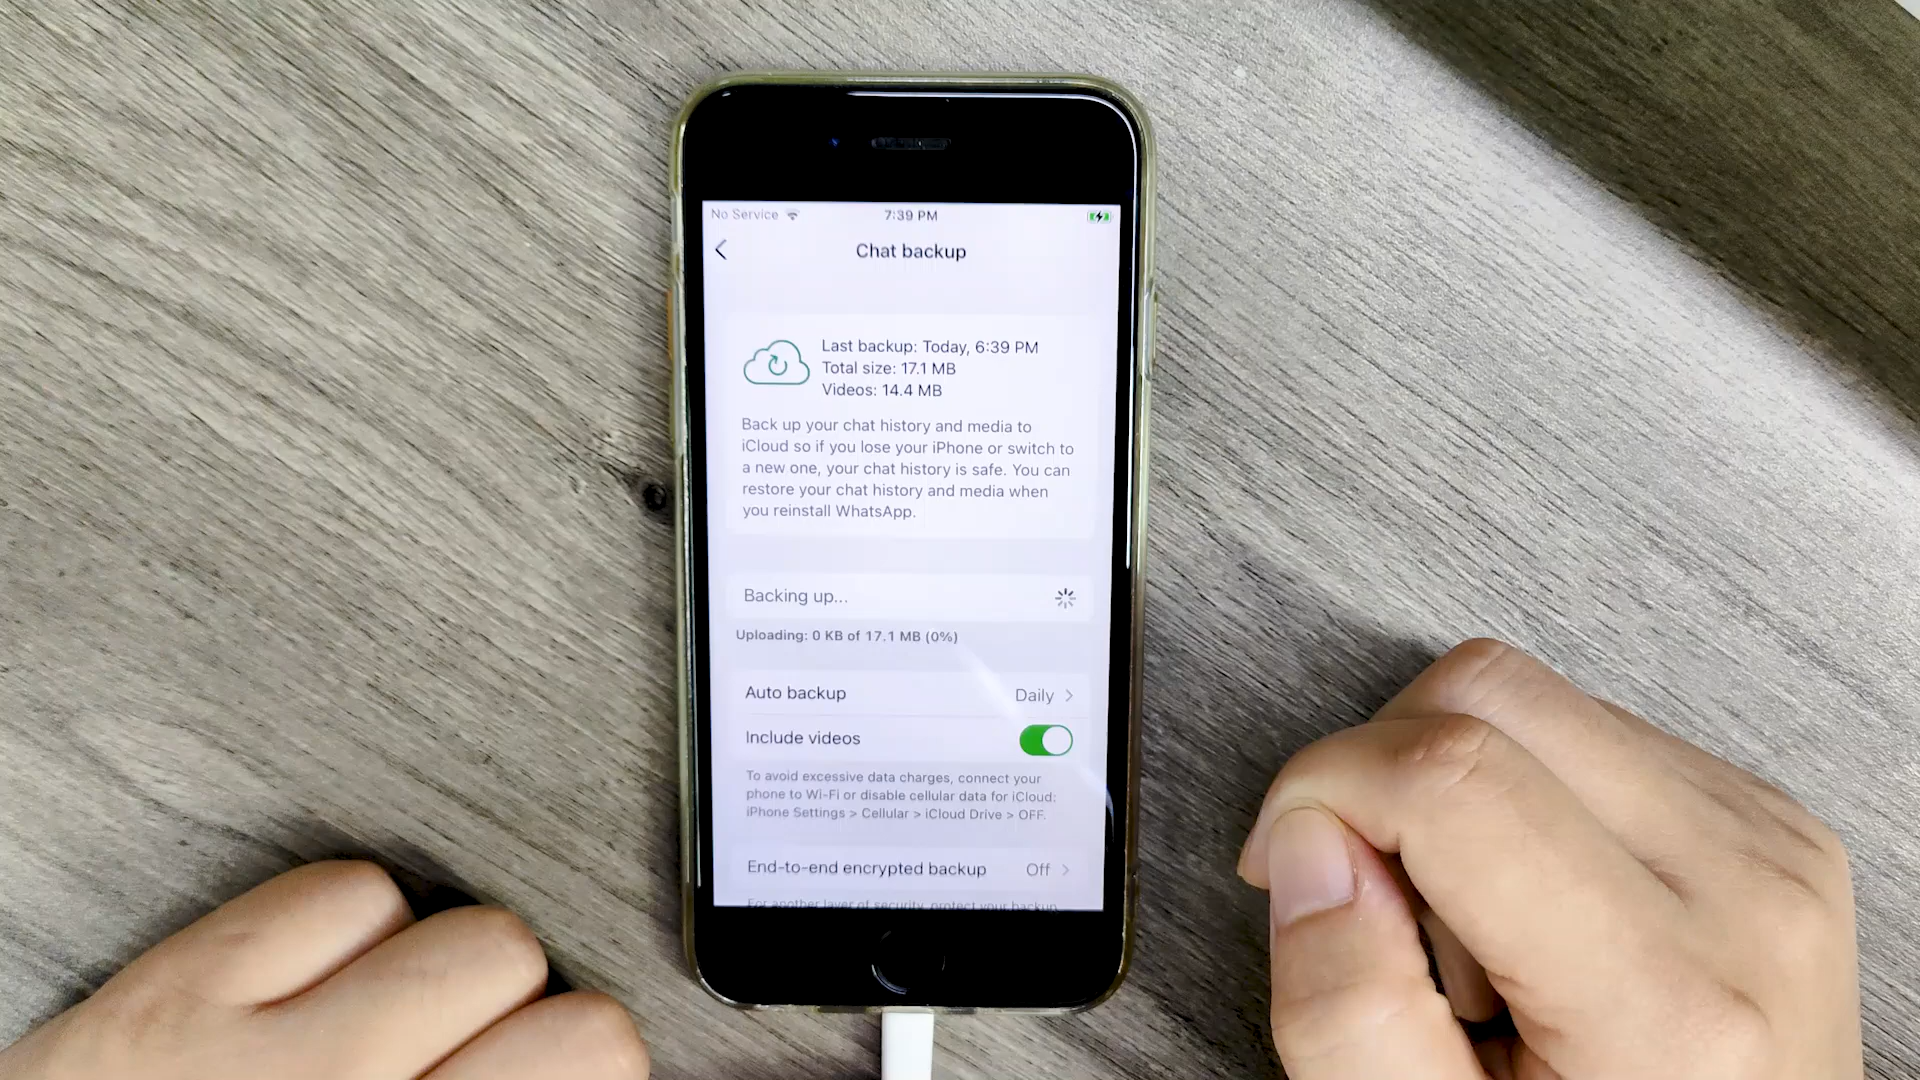 No Service 7:39 PM
Chat backup
Last backup: Today, 6:39 PM
Total size: 17.1 MB
Videos: 14.4 MB
Back up your chat history and media to
iCloud so if you lose your iPhone or switch to
a new one, your chat history is safe. You can
restore your chat history and media when
you reinstall WhatsApp.
Backing up...
Uploading: 0 KB of 17.1 MB (0%)
Auto backup Daily
Include videos
To avoid excessive data charges, connect your
phone to Wi-Fi or disable cellular data for iCloud:
iPhone Settings > Cellular > iCloud Drive > OFF.
End-to-end encrypted backup Off
For another layer of security, protect your backup